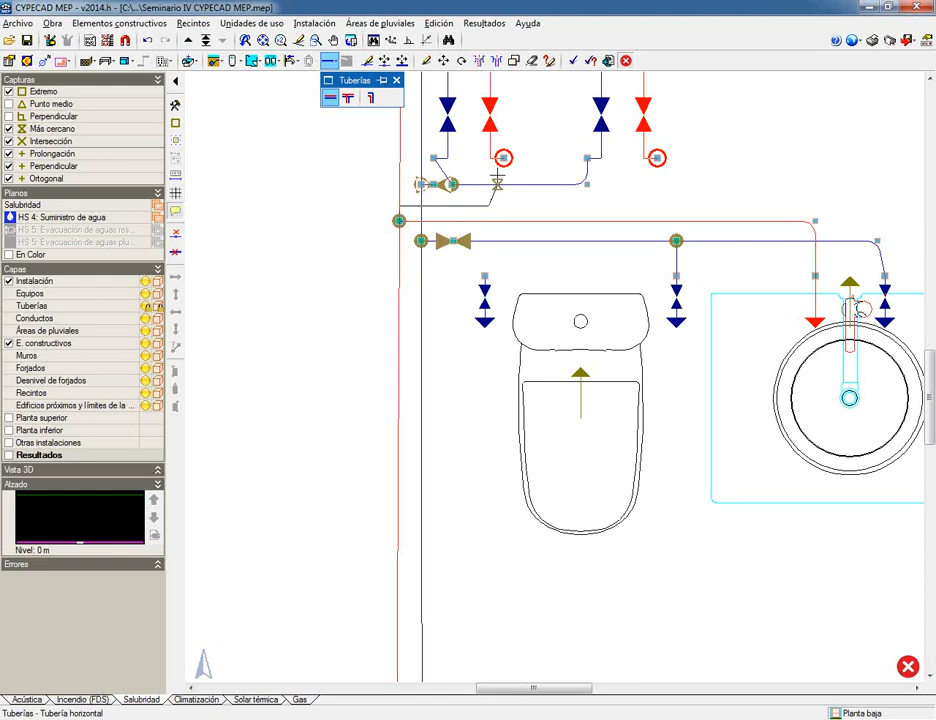 CYPECAD MEP - v2014.h - [C:\...\Seminario IV CYPECAD MEP.mep]
Archivo Obra Elementos constructivos Recintos Unidades de uso Instalación Áreas de pluviales Edición Resultados Ayuda
Tuberías
Capturas
Extremo
Punto medio
Perpendicular
Más cercano
Intersección
Prolongación
Perpendicular
Ortogonal
Planos
Salubridad
HS 4: Suministro de agua
HS 5: Evacuación de aguas res...
HS 5: Evacuación de aguas plu...
En Color
Capas
Instalación
Equipos
Tuberías
Conductos
Áreas de pluviales
E. constructivos
Muros
Forjados
Desnivel de forjados
Recintos
Edificios próximos y límites de la ...
Planta superior
Planta inferior
Otras instalaciones
Resultados
Vista 3D
Alzado
Nivel: 0 m
Errores
Acústica Incendio (FDS) Salubridad Climatización Solar térmica Gas
Tuberías - Tubería horizontal Planta baja